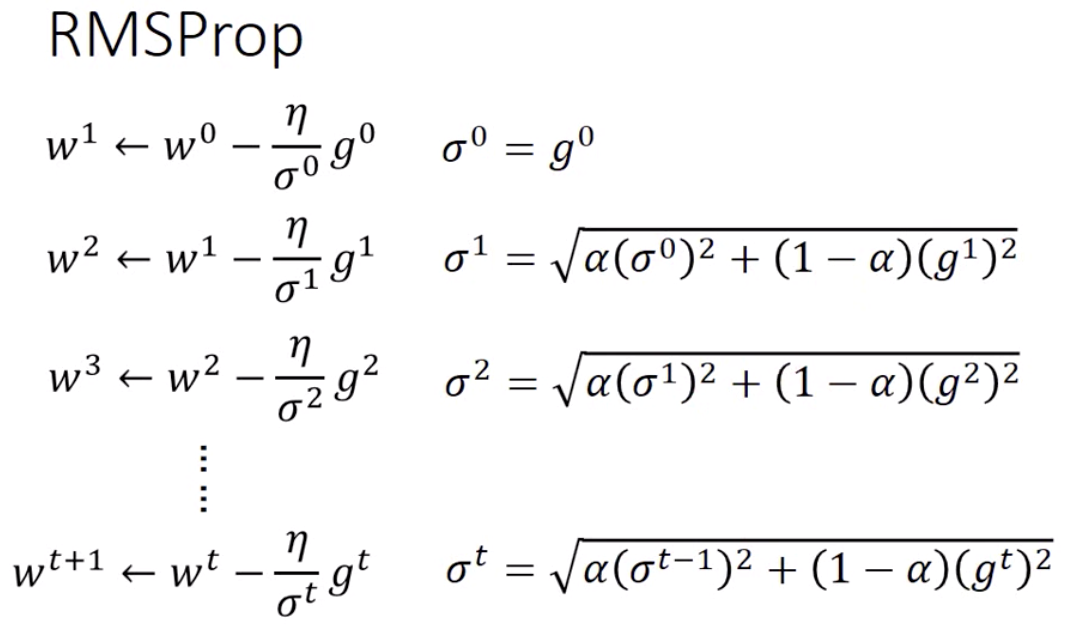 RMSProp
w¹ ← w⁰ − η/σ⁰ g⁰ σ⁰ = g⁰
w² ← w¹ − η/σ¹ g¹ σ¹ = √(α(σ⁰)² + (1 − α)(g¹)²)
w³ ← w² − η/σ² g² σ² = √(α(σ¹)² + (1 − α)(g²)²)
⋮
⋮
wᵗ⁺¹ ← wᵗ − η/σᵗ gᵗ σᵗ = √(α(σᵗ⁻¹)² + (1 − α)(gᵗ)²)